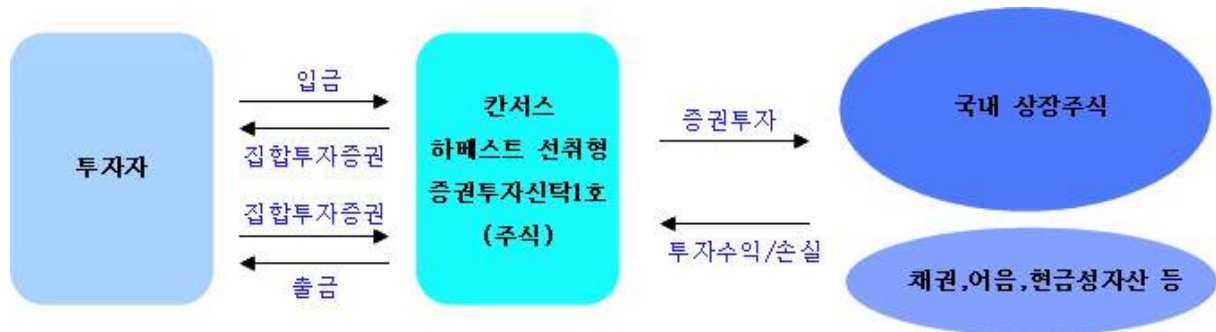 투자자
입금
집합투자증권
집합투자증권
출금
칸서스
하베스트 선취형
증권투자신탁1호
(주식)
증권투자
투자수익/손실
국내 상장주식
채권,어음,현금성자산 등